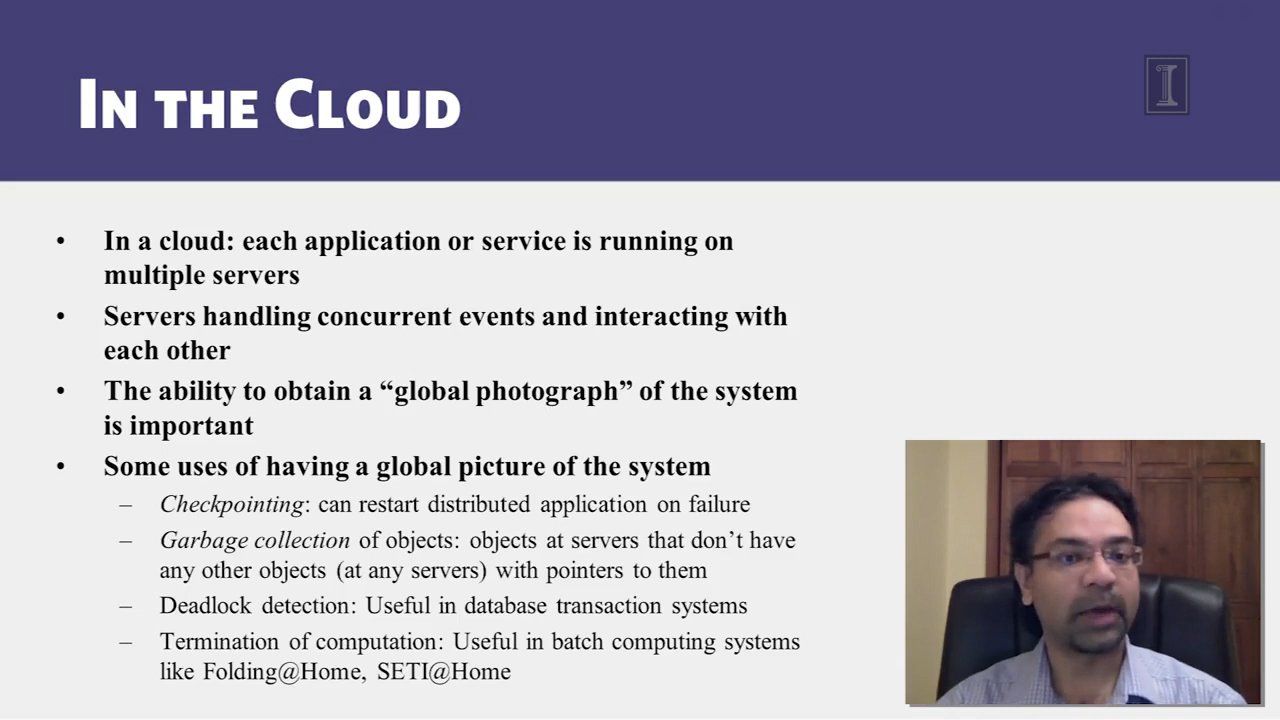 IN THE CLOUD
• In a cloud: each application or service is running on
multiple servers
• Servers handling concurrent events and interacting with
each other
• The ability to obtain a “global photograph” of the system
is important
• Some uses of having a global picture of the system
– Checkpointing: can restart distributed application on failure
– Garbage collection of objects: objects at servers that don’t have
any other objects (at any servers) with pointers to them
– Deadlock detection: Useful in database transaction systems
– Termination of computation: Useful in batch computing systems
like Folding@Home, SETI@Home